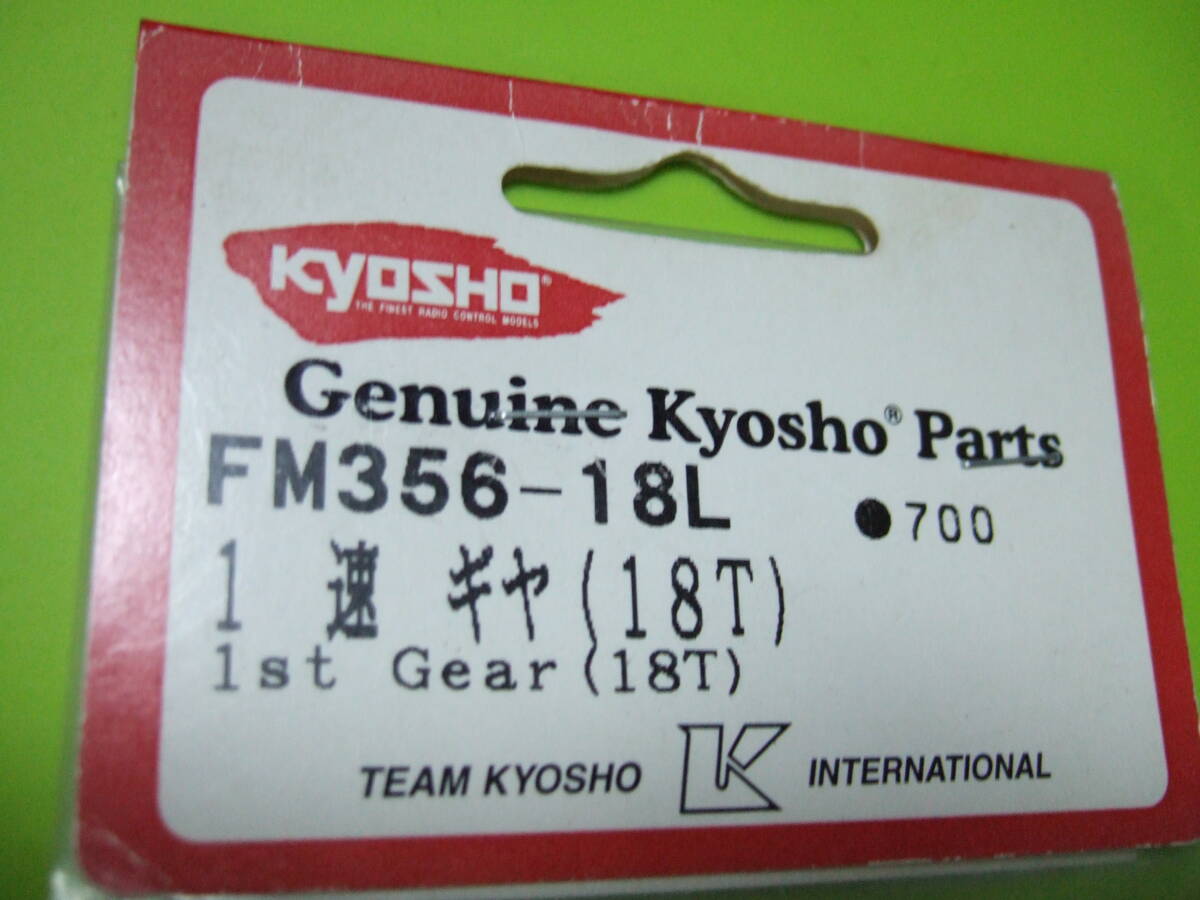 KYOSHO®
THE FINEST RADIO CONTROL MODELS
Genuine Kyosho® Parts
FM356-18L ●700
1 速 ギヤ(18T)
1st Gear(18T)
TEAM KYOSHO K INTERNATIONAL